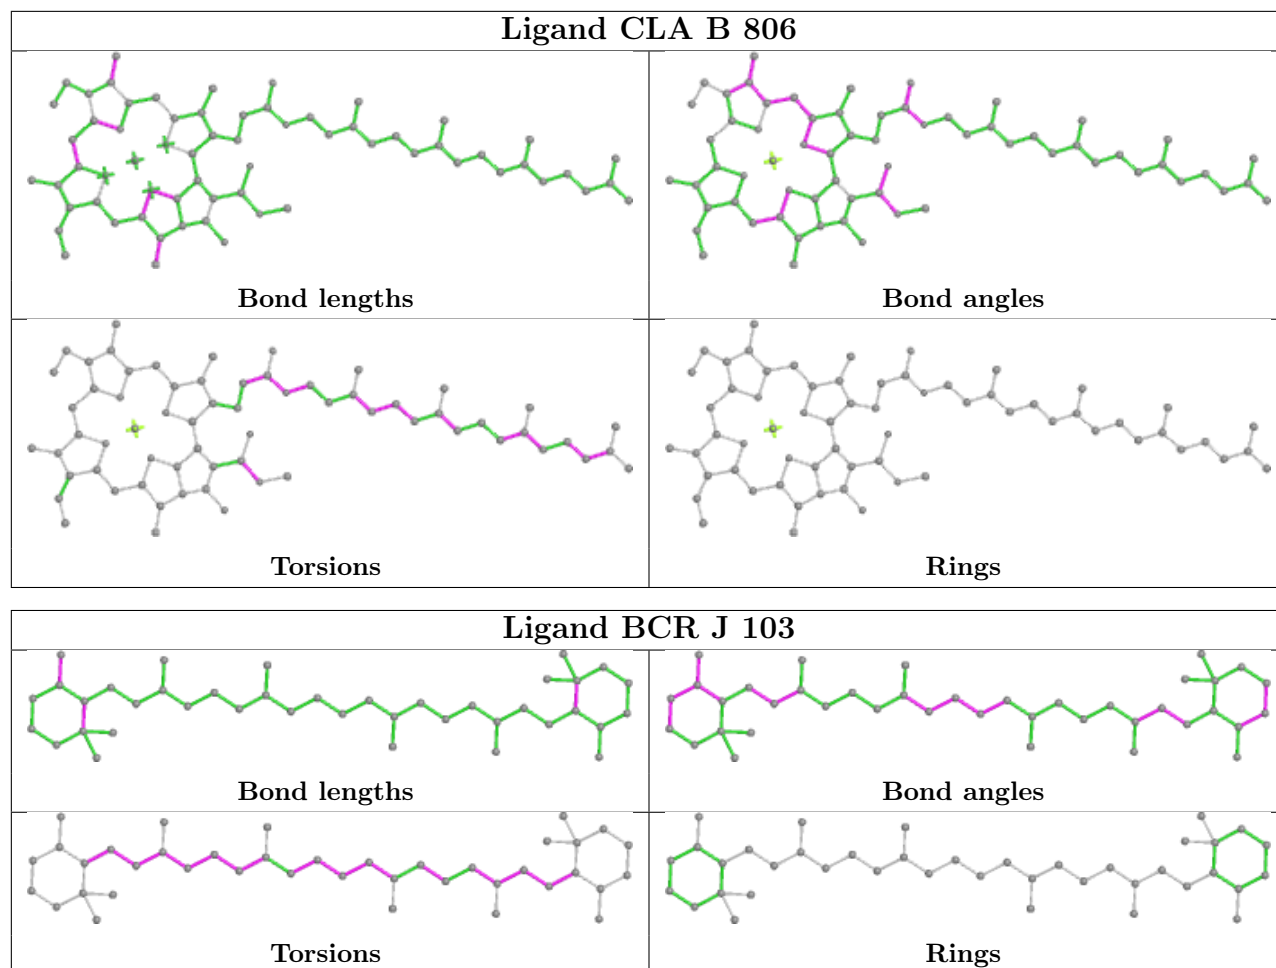 Ligand CLA B 806
Bond lengths
Bond angles
Torsions
Rings
Ligand BCR J 103
Bond lengths
Bond angles
Torsions
Rings